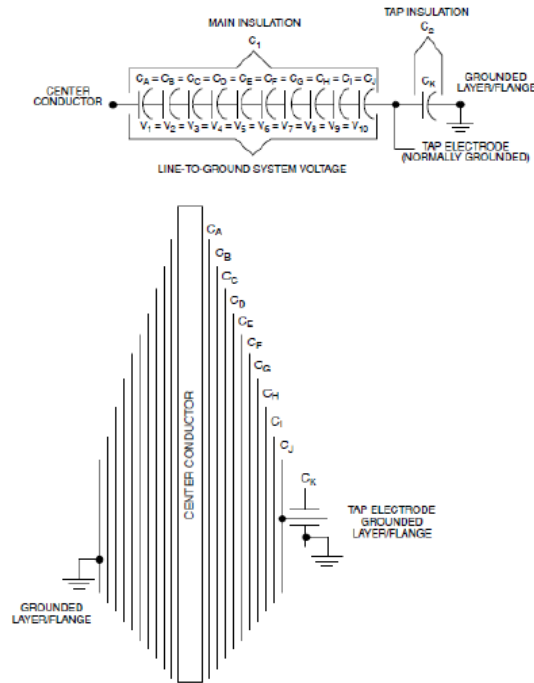 MAIN INSULATION
C1
TAP INSULATION
C2
CA = CB = CC = CD = CE = CF = CG = CH = CI = CJ
CK
CENTER
CONDUCTOR
GROUNDED
LAYER/FLANGE
V1 = V2 = V3 = V4 = V5 = V6 = V7 = V8 = V9 = V10
TAP ELECTRODE
(NORMALLY GROUNDED)
LINE-TO-GROUND SYSTEM VOLTAGE
CA
CB
CC
CD
CE
CF
CG
CH
CI
CJ
CENTER CONDUCTOR
CK
TAP ELECTRODE
GROUNDED
LAYER/FLANGE
GROUNDED
LAYER/FLANGE